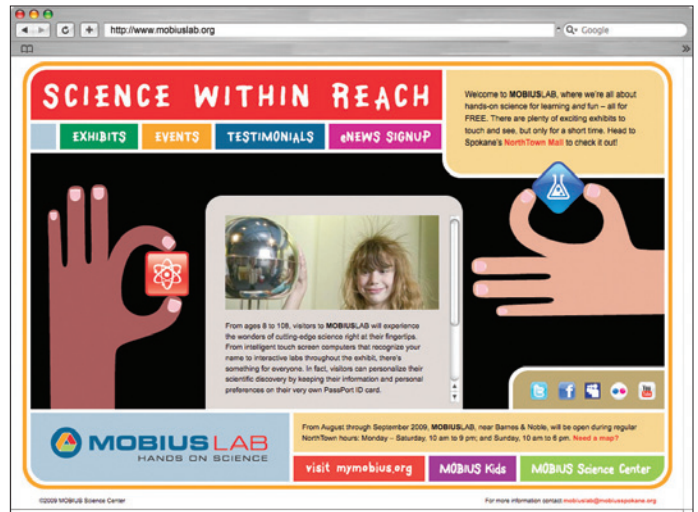 http://www.mobiuslab.org
Google
SCIENCE WITHIN REACH
EXHIBITS
EVENTS
TESTIMONIALS
eNEWS SIGNUP
Welcome to MOBIUSLAB, where we're all about
hands-on science for learning and fun – all for
FREE. There are plenty of exciting exhibits to
touch and see, but only for a short time. Head to
Spokane's NorthTown Mall to check it out!
From ages 8 to 108, visitors to MOBIUSLAB will experience
the wonders of cutting-edge science right at their fingertips.
From intelligent touch screen computers that recognize your
name to interactive labs throughout the exhibit, there's
something for everyone. In fact, visitors can personalize their
scientific discovery by keeping their information and personal
preferences on their very own PassPort ID card.
You
Tube
MOBIUS LAB
HANDS ON SCIENCE
From August through September 2009, MOBIUSLAB, near Barnes & Noble, will be open during regular
NorthTown hours: Monday – Saturday, 10 am to 9 pm; and Sunday, 10 am to 6 pm. Need a map?
visit mymobius.org
MOBIUS Kids
MOBIUS Science Center
©2009 MOBIUS Science Center
For more information contact mobiuslab@mobiusspokane.org